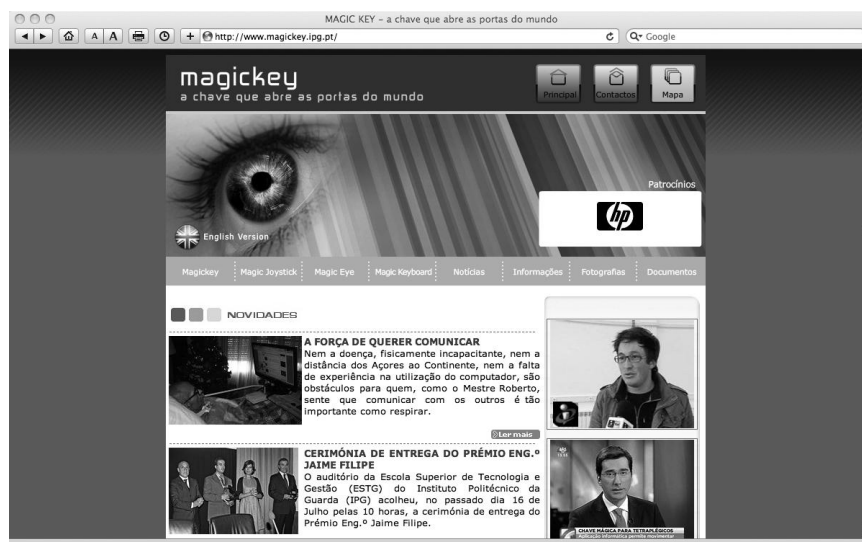 MAGIC KEY – a chave que abre as portas do mundo
A A
http://www.magickey.ipg.pt/
Google
magickey
a chave que abre as portas do mundo
Principal Contactos Mapa
Patrocínios
hp
English Version
Magickey Magic Joystick Magic Eye Magic Keyboard Notícias Informações Fotografias Documentos
NOVIDADES
A FORÇA DE QUERER COMUNICAR
Nem a doença, fisicamente incapacitante, nem a
distância dos Açores ao Continente, nem a falta
de experiência na utilização do computador, são
obstáculos para quem, como o Mestre Roberto,
sente que comunicar com os outros é tão
importante como respirar.
Ler mais
CERIMÓNIA DE ENTREGA DO PRÉMIO ENG.º
JAIME FILIPE
O auditório da Escola Superior de Tecnologia e
Gestão (ESTG) do Instituto Politécnico da
Guarda (IPG) acolheu, no passado dia 16 de
Julho pelas 10 horas, a cerimónia de entrega do
Prémio Eng.º Jaime Filipe.
CHAVE MÁGICA PARA TETRAPLÉGICOS
Aplicação informática permite movimentar